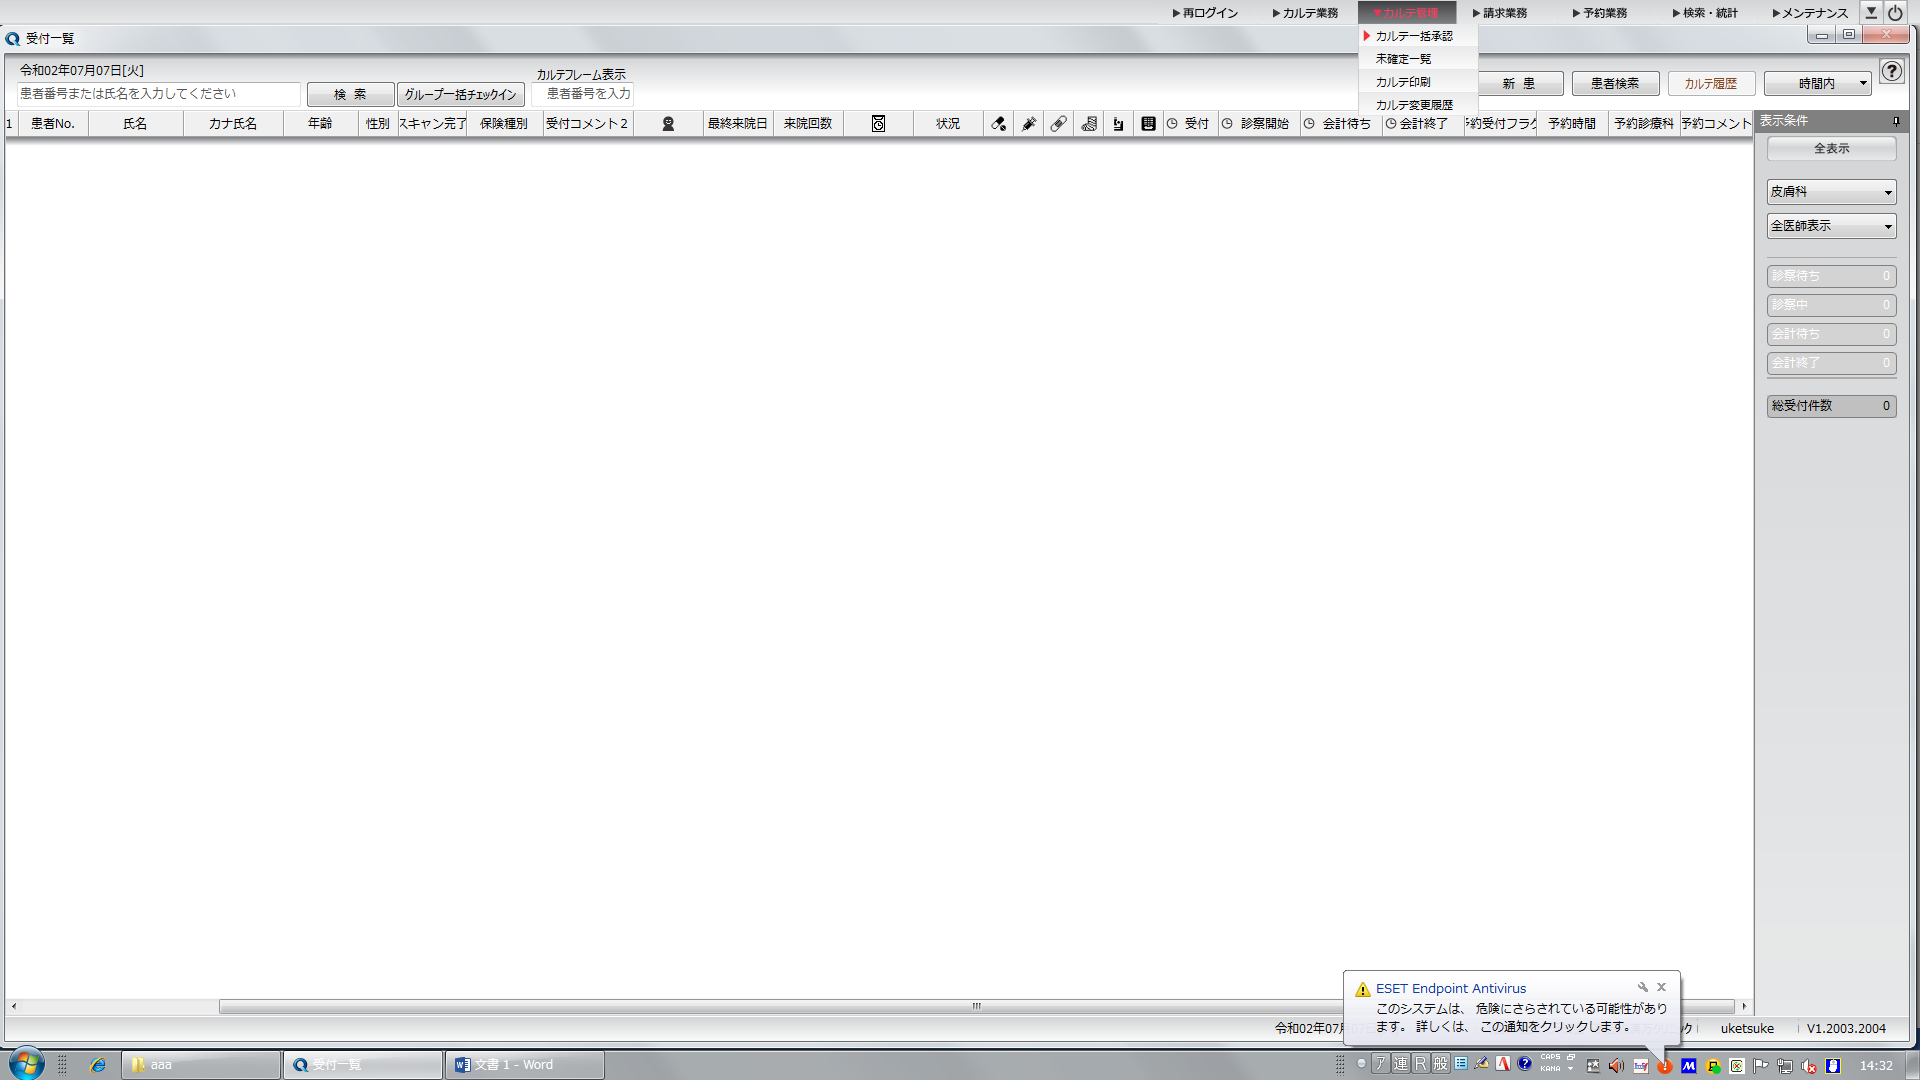 ▶再ログイン ▶カルテ業務 ▼カルテ管理 ▶請求業務 ▶予約業務 ▶検索・統計 ▶メンテナンス
受付一覧
カルテ一括承認
未確定一覧
カルテ印刷
カルテ変更履歴
令和02年07月07日[火]
カルテフレーム表示
患者番号または氏名を入力してください
検 索
グループ一括チェックイン
患者番号を入力
新 患
患者検索
カルテ履歴
時間内
1 患者No. 氏名 カナ氏名 年齢 性別 スキャン完了 保険種別 受付コメント2 最終来院日 来院回数 状況 受付 診察開始 会計待ち 会計終了 約受付フラグ 予約時間 予約診療科 予約コメント
表示条件
全表示
皮膚科
全医師表示
診察待ち 0
診察中 0
会計待ち 0
会計終了 0
総受付件数 0
ESET Endpoint Antivirus
このシステムは、 危険にさらされている可能性があり
ます。 詳しくは、 この通知をクリックします。
令和02年07月
uketsuke
V1.2003.2004
aaa
受付一覧
文書 1 - Word
ア 連 R 般
CAPS
KANA
14:32